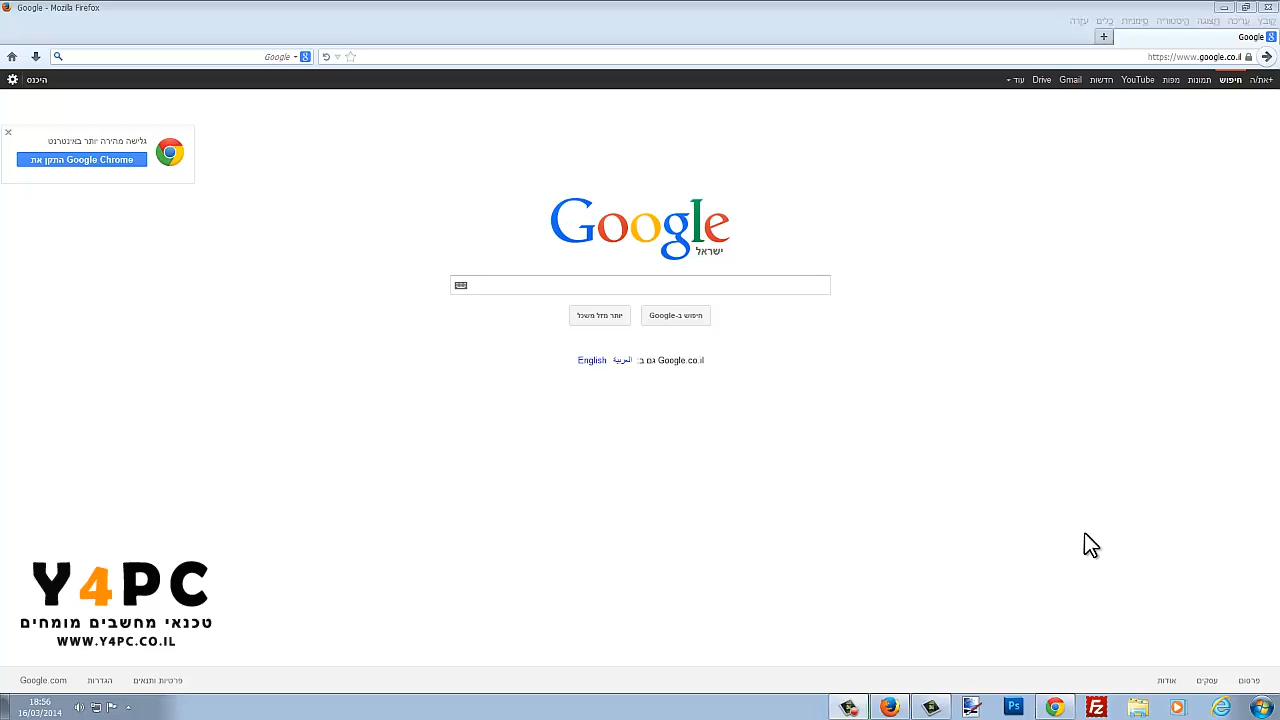 Google - Mozilla Firefox
קובץ עריכה תצוגה היסטוריה סימניות כלים עזרה
Google
https://www.google.co.il
Google
+את/ה חיפוש תמונות מפות YouTube חדשות Gmail Drive עוד
היכנס
גלישה מהירה יותר באינטרנט
התקן את Google Chrome
Google
ישראל
חיפוש ב-Google
יותר מזל משכל
Google.co.il גם ב: العربية English
Y4PC
טכנאי מחשבים מומחים
WWW.Y4PC.CO.IL
פרסום עסקים אודות
פרטיות ותנאים הגדרות Google.com
Ps
Fz
18:56
16/03/2014